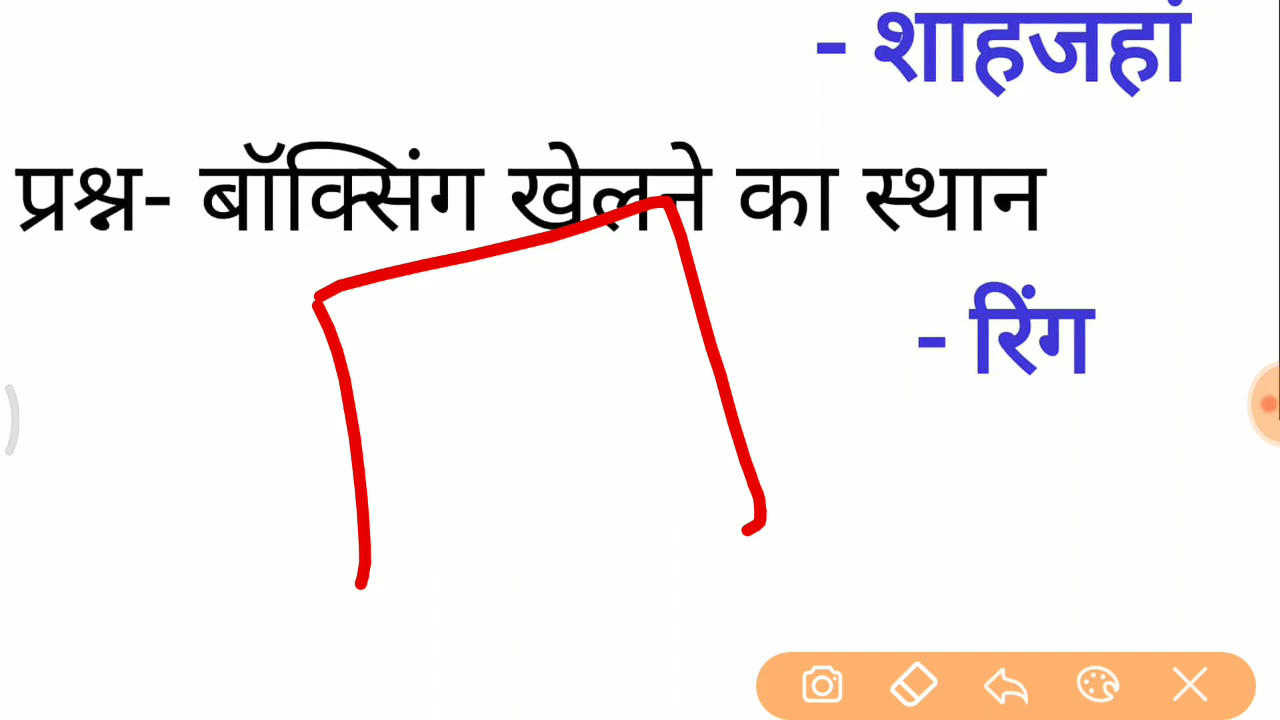 - शाहजहां
प्रश्न- बॉक्सिंग खेलने का स्थान
- रिंग